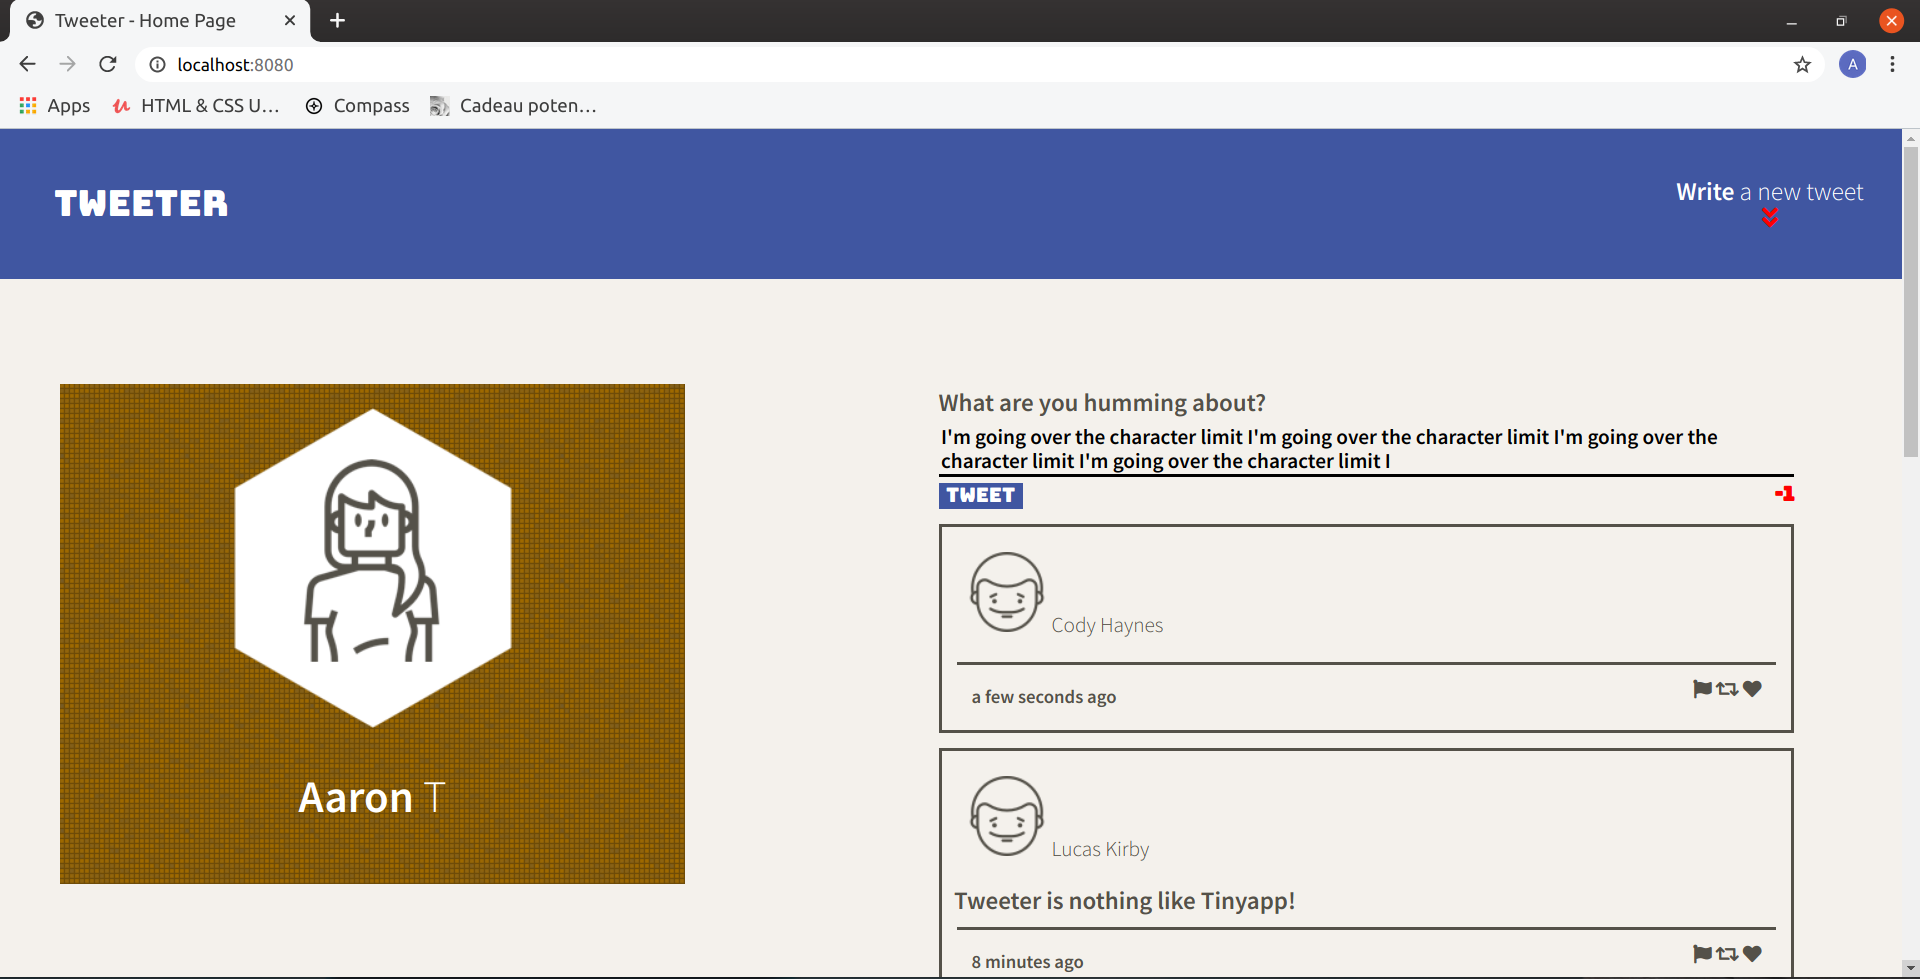 Tweeter - Home Page
localhost:8080
A
Apps
HTML & CSS U...
Compass
Cadeau poten...
TWEETER
Write a new tweet
Aaron T
What are you humming about?
I'm going over the character limit I'm going over the character limit I'm going over the
character limit I'm going over the character limit I
TWEET
-1
Cody Haynes
a few seconds ago
Lucas Kirby
Tweeter is nothing like Tinyapp!
8 minutes ago